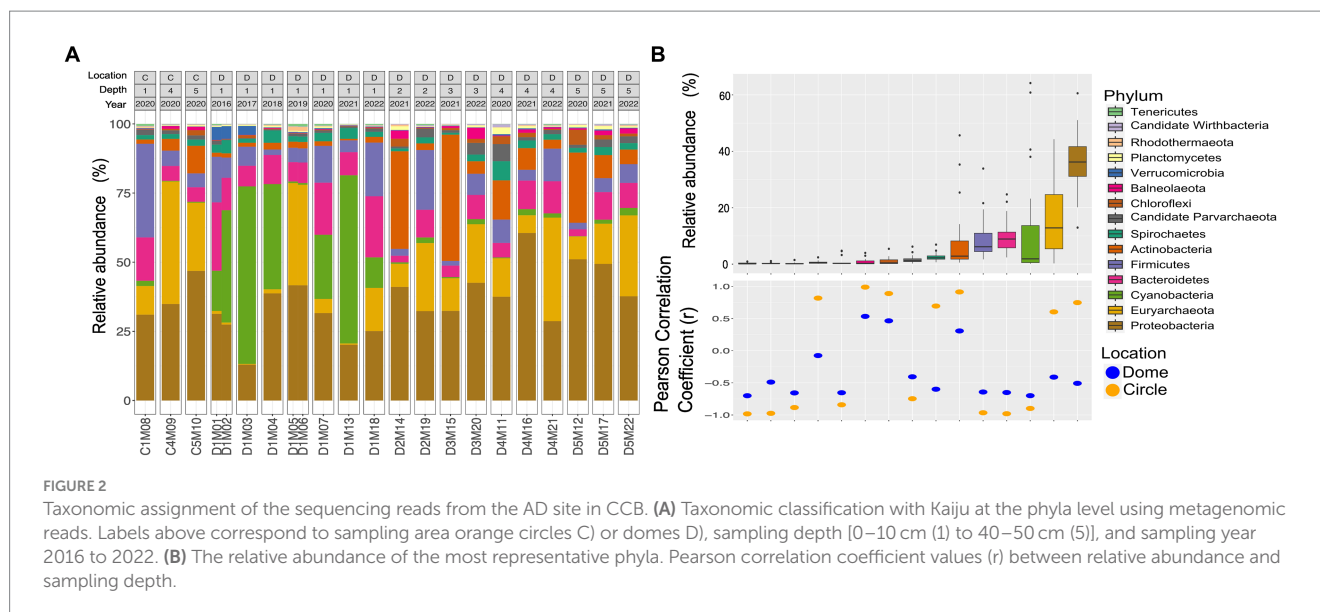 A
Location C C C D D D D D D D D D D D D D D D D D D
Depth 1 4 5 1 1 1 1 1 1 1 2 2 3 3 4 4 4 5 5 5
Year 2020 2020 2020 2016 2017 2018 2019 2020 2021 2022 2021 2022 2021 2022 2020 2021 2022 2020 2021 2022
Relative abundance (%)
100
75
50
25
0
C1M08 C4M09 C5M10 D1M01 D1M02 D1M03 D1M04 D1M05 D1M06 D1M07 D1M13 D1M18 D2M14 D2M19 D3M15 D3M20 D4M11 D4M16 D4M21 D5M12 D5M17 D5M22
B
Relative abundance (%)
60
40
20
0
Pearson Correlation
Coefficient (r)
1.0
0.5
0.0
−0.5
−1.0
Phylum
Tenericutes
Candidate Wirthbacteria
Rhodothermaeota
Planctomycetes
Verrucomicrobia
Balneolaeota
Chloroflexi
Candidate Parvarchaeota
Spirochaetes
Actinobacteria
Firmicutes
Bacteroidetes
Cyanobacteria
Euryarchaeota
Proteobacteria
Location
Dome
Circle
FIGURE 2
Taxonomic assignment of the sequencing reads from the AD site in CCB. (A) Taxonomic classification with Kaiju at the phyla level using metagenomic
reads. Labels above correspond to sampling area orange circles C) or domes D), sampling depth [0–10 cm (1) to 40–50 cm (5)], and sampling year
2016 to 2022. (B) The relative abundance of the most representative phyla. Pearson correlation coefficient values (r) between relative abundance and
sampling depth.